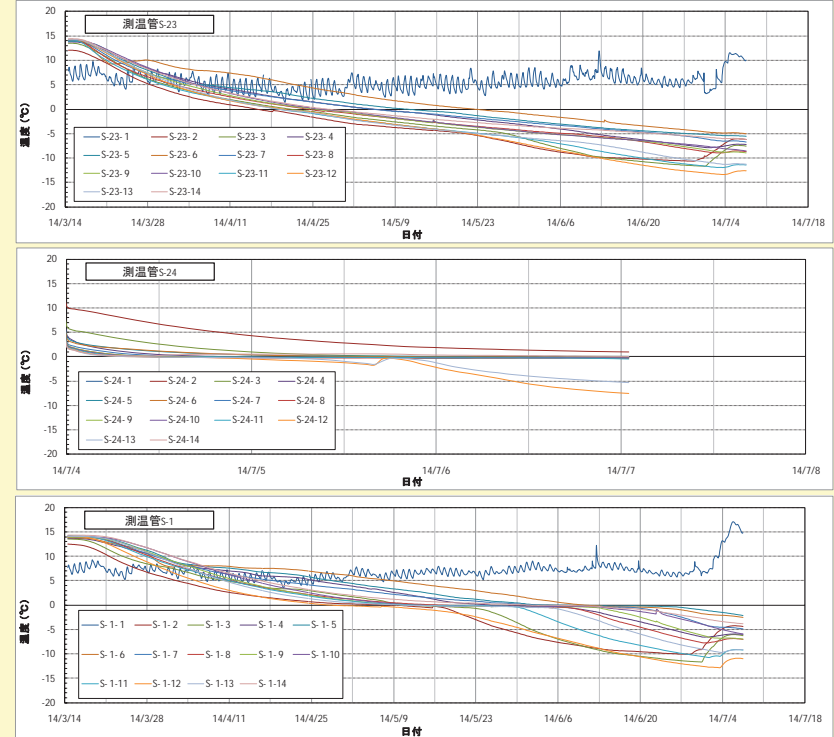 測温管S-23
20
15
10
5
0
-5
-10
-15
-20
温度(℃)
S-23- 1 S-23- 2 S-23- 3 S-23- 4
S-23- 5 S-23- 6 S-23- 7 S-23- 8
S-23- 9 S-23-10 S-23-11 S-23-12
S-23-13 S-23-14
14/3/14 14/3/28 14/4/11 14/4/25 14/5/9 14/5/23 14/6/6 14/6/20 14/7/4 14/7/18
日付
測温管S-24
20
15
10
5
0
-5
-10
-15
-20
温度(℃)
S-24- 1 S-24- 2 S-24- 3 S-24- 4
S-24- 5 S-24- 6 S-24- 7 S-24- 8
S-24- 9 S-24-10 S-24-11 S-24-12
S-24-13 S-24-14
14/7/4 14/7/5 14/7/6 14/7/7 14/7/8
日付
測温管S-1
20
15
10
5
0
-5
-10
-15
-20
温度(℃)
S-1-1 S-1-2 S-1-3 S-1-4 S-1-5
S-1-6 S-1-7 S-1-8 S-1-9 S-1-10
S-1-11 S-1-12 S-1-13 S-1-14
14/3/14 14/3/28 14/4/11 14/4/25 14/5/9 14/5/23 14/6/6 14/6/20 14/7/4 14/7/18
日付